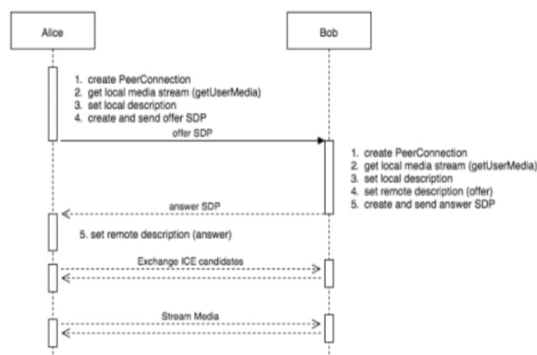 Alice
Bob
1. create PeerConnection
2. get local media stream (getUserMedia)
3. set local description
4. create and send offer SDP
offer SDP
1. create PeerConnection
2. get local media stream (getUserMedia)
3. set local description
4. set remote description (offer)
5. create and send answer SDP
answer SDP
5. set remote description (answer)
Exchange ICE candidates
Stream Media